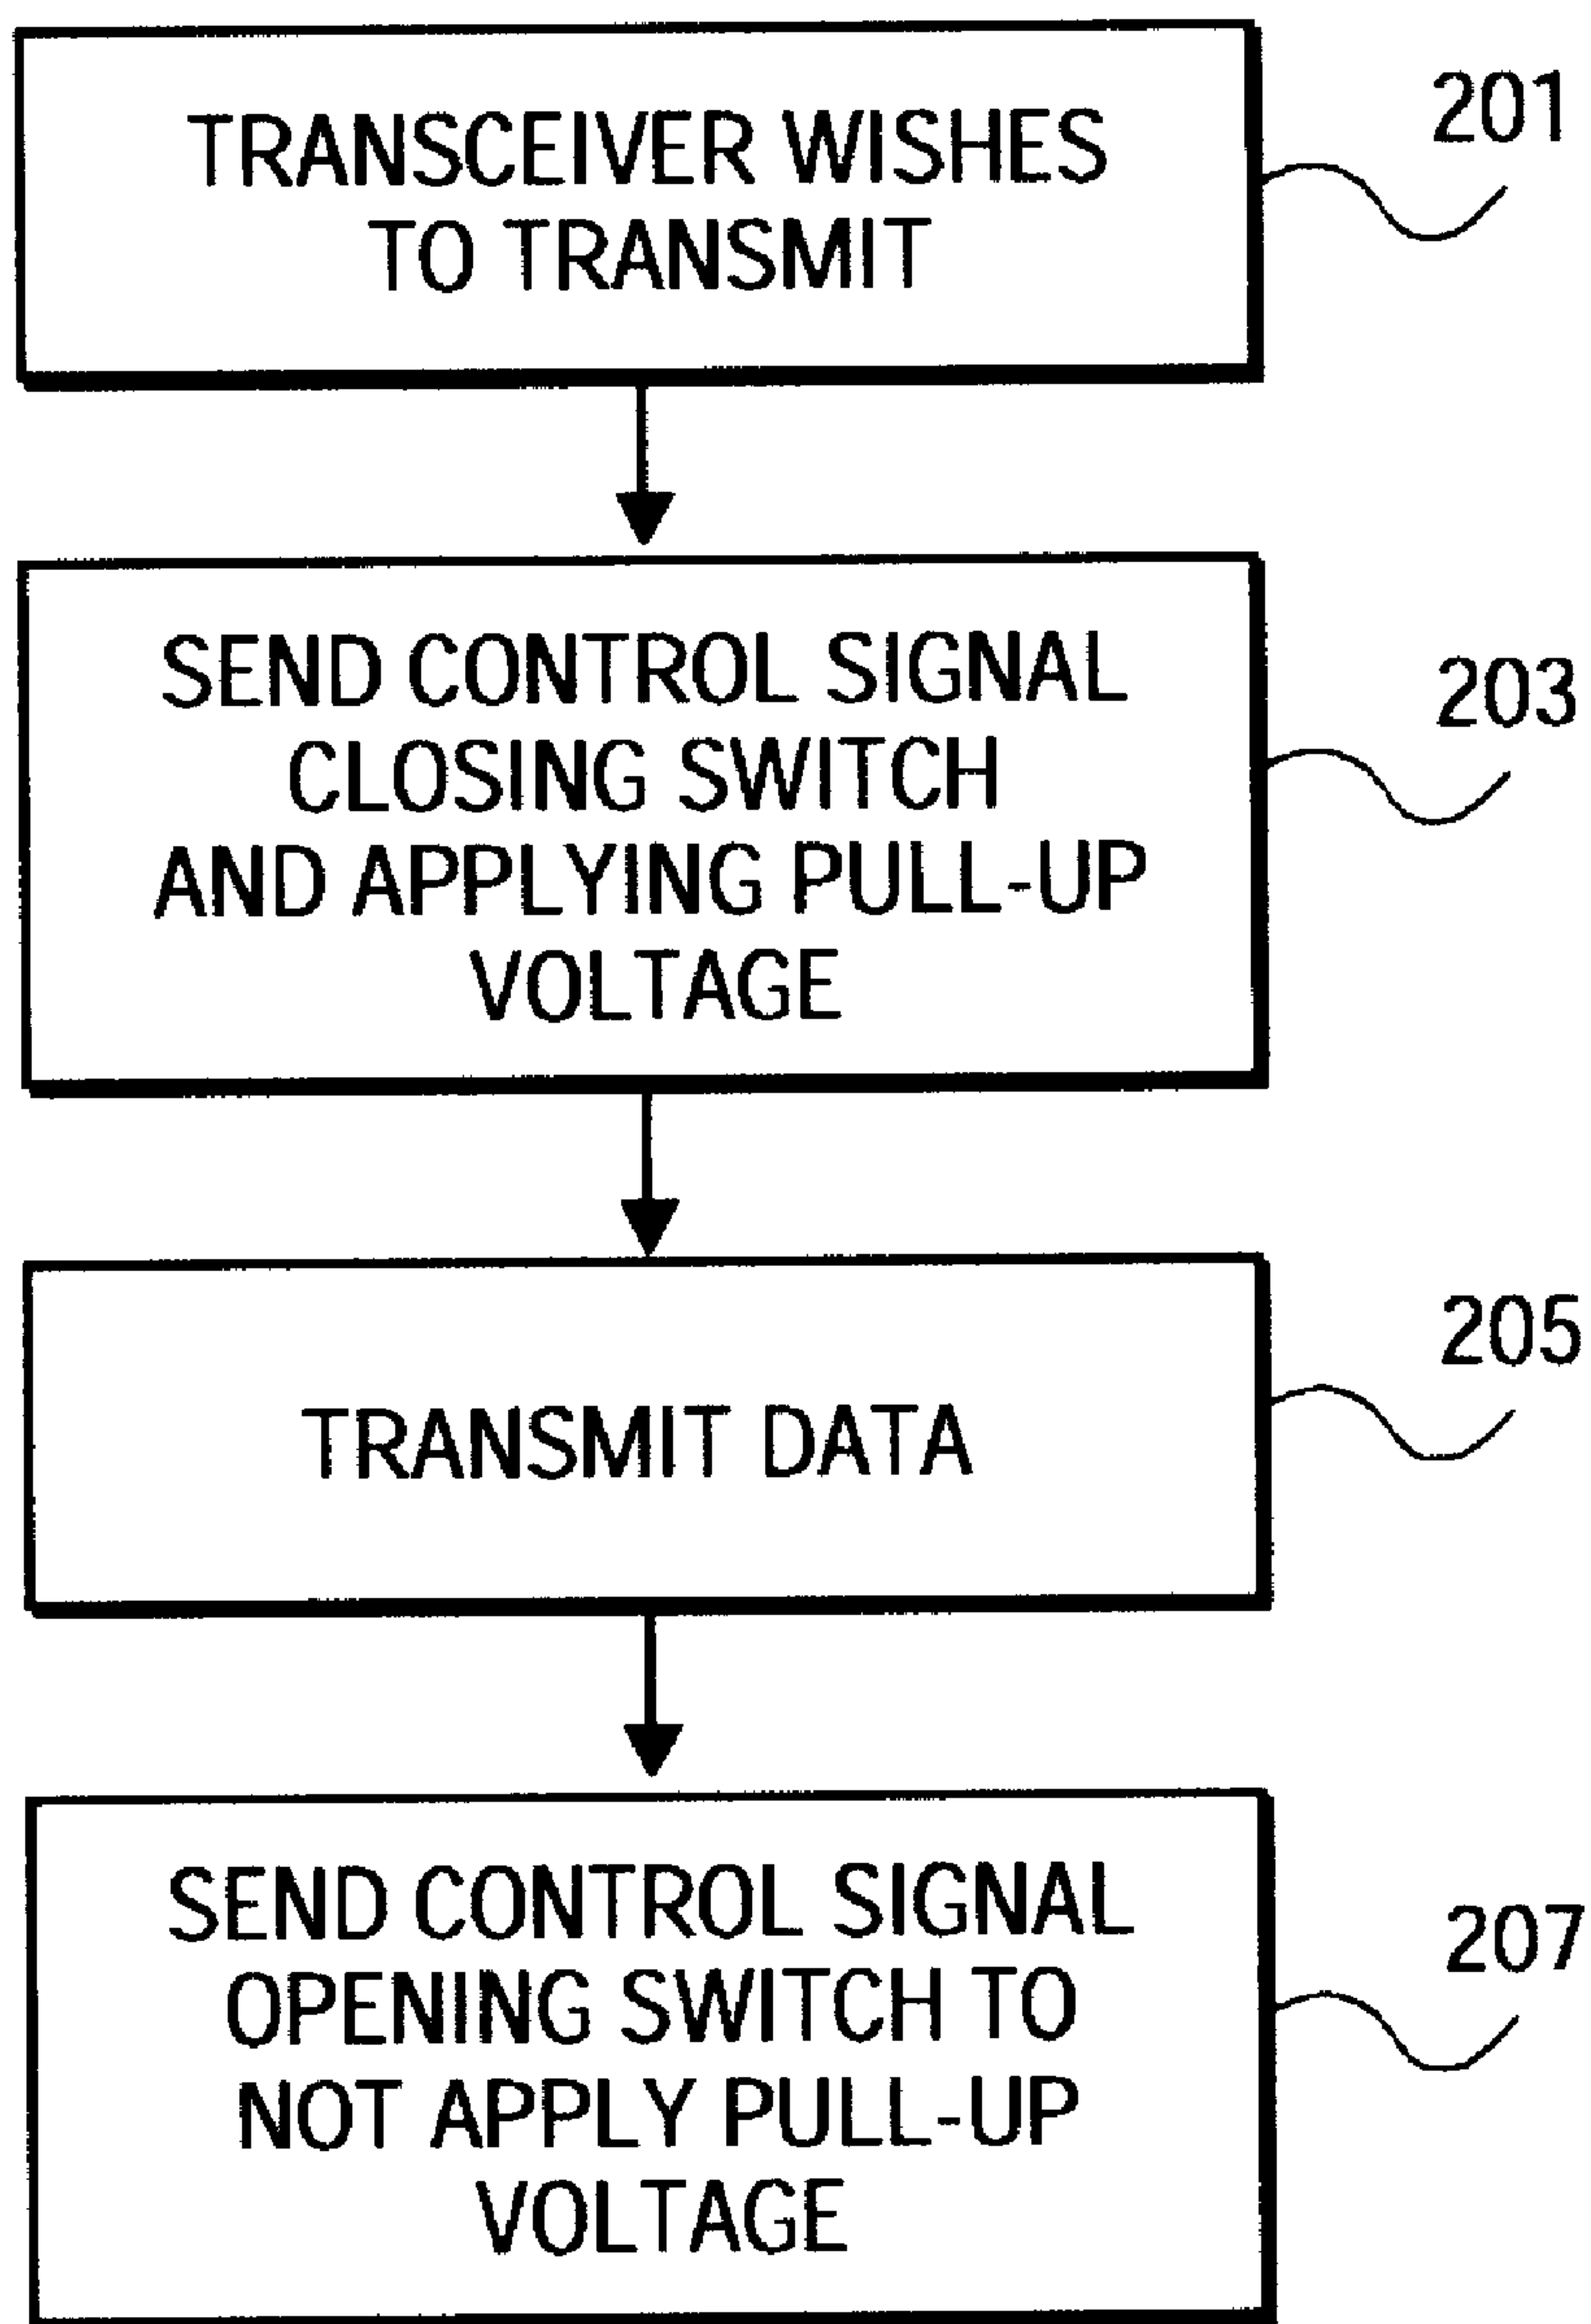 TRANSCEIVER WISHES
TO TRANSMIT
201
SEND CONTROL SIGNAL
CLOSING SWITCH
AND APPLYING PULL-UP
VOLTAGE
203
TRANSMIT DATA
205
SEND CONTROL SIGNAL
OPENING SWITCH TO
NOT APPLY PULL-UP
VOLTAGE
207